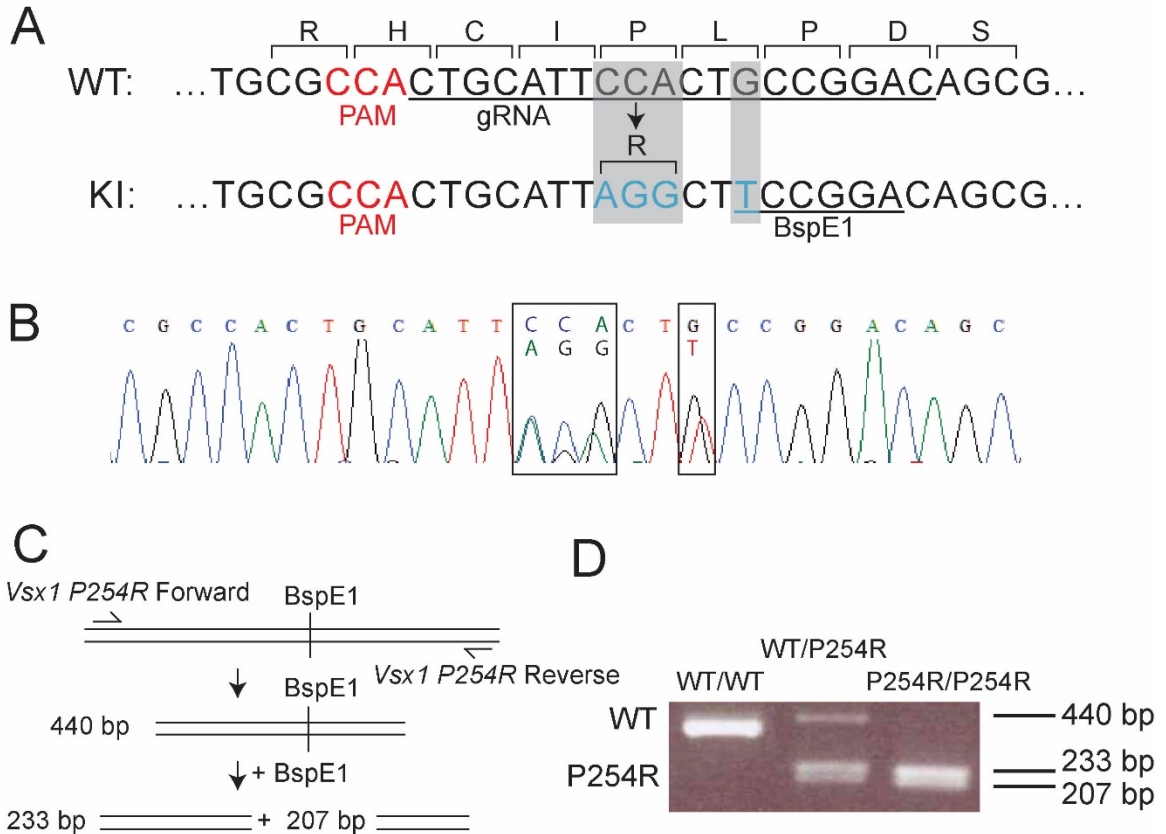 A
R H C I P L P D S
WT: ...TGCGCCACTGCATTCCACTGCCGGACAGCG...
PAM gRNA
R
KI: ...TGCGCCACTGCATTAGGCTTCCGGACAGCG...
PAM BspE1
B
C G C C A C T G C A T T C C A C T G C C G G A C A G C
A G G T
C
Vsx1 P254R Forward BspE1
Vsx1 P254R Reverse
BspE1
440 bp
+ BspE1
233 bp + 207 bp
D
WT/P254R
WT/WT P254R/P254R
WT 440 bp
P254R 233 bp
207 bp